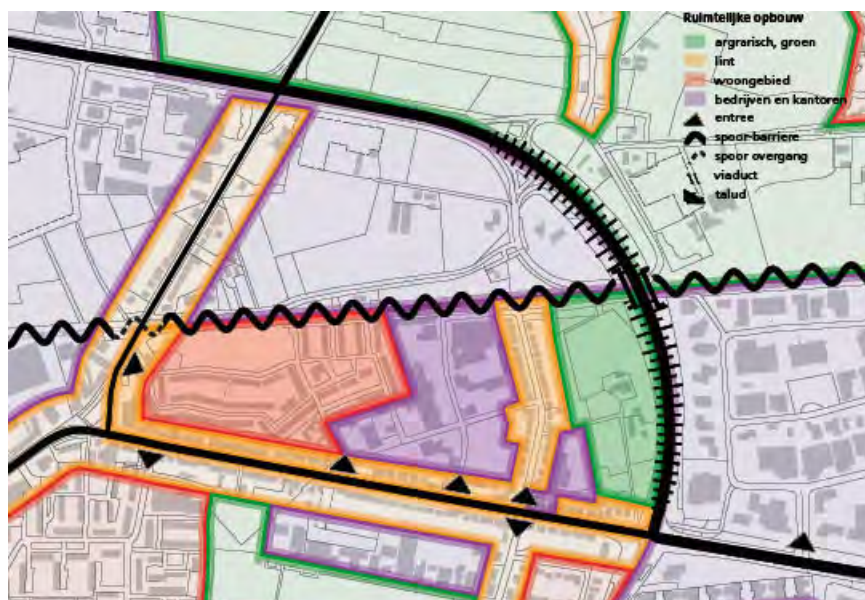 Ruimtelijke opbouw
argrarisch, groen
lint
woongebied
bedrijven en kantoren
entree
spoor-barriere
spoor overgang
viaduct
talud